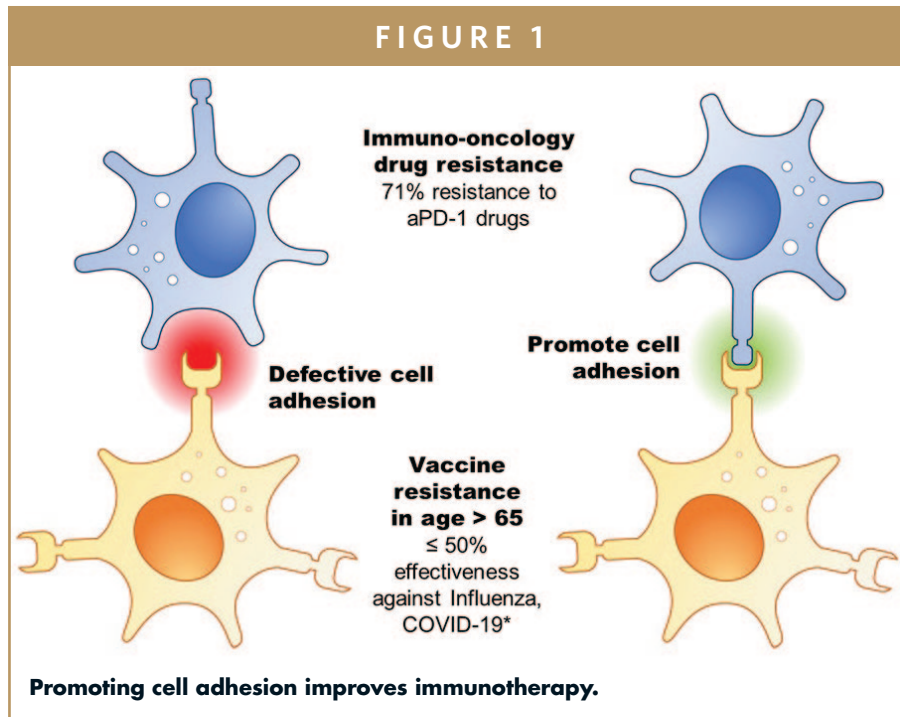 FIGURE 1
Immuno-oncology
drug resistance
71% resistance to
aPD-1 drugs
Defective cell
adhesion
Promote cell
adhesion
Vaccine
resistance
in age > 65
≤ 50%
effectiveness
against Influenza,
COVID-19*
Promoting cell adhesion improves immunotherapy.